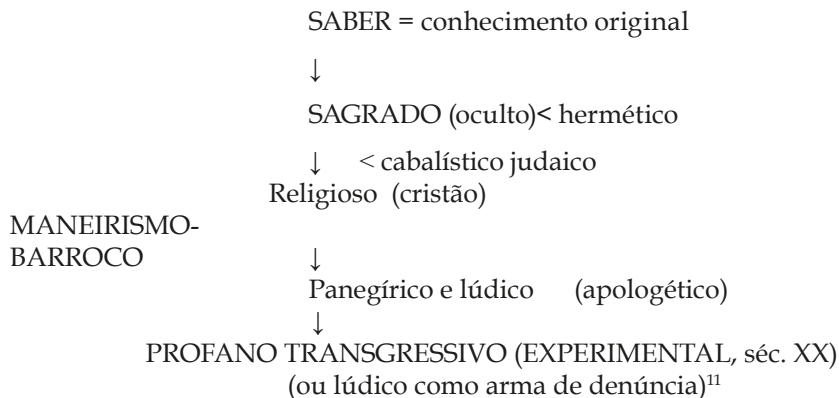 SABER = conhecimento original
↓
SAGRADO (oculto)< hermético
↓ < cabalístico judaico
Religioso (cristão)
MANEIRISMO-
BARROCO
↓
Panegírico e lúdico (apologético)
↓
PROFANO TRANSGRESSIVO (EXPERIMENTAL, séc. XX)
(ou lúdico como arma de denúncia)¹¹